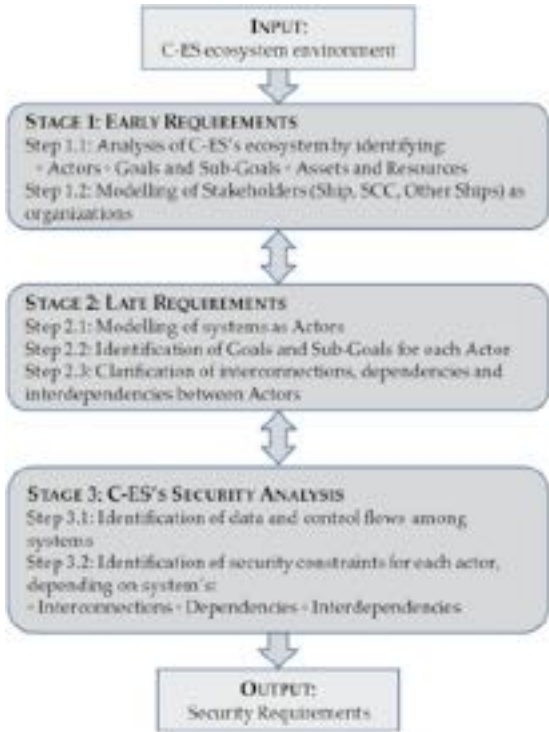 INPUT:
C-ES ecosystem environment
STAGE 1: EARLY REQUIREMENTS
Step 1.1: Analysis of C-ES's ecosystem by identifying:
◦ Actors ◦ Goals and Sub-Goals ◦ Assets and Resources
Step 1.2: Modelling of Stakeholders (Ship, SCC, Other Ships) as
organizations
STAGE 2: LATE REQUIREMENTS
Step 2.1: Modelling of systems as Actors
Step 2.2: Identification of Goals and Sub-Goals for each Actor
Step 2.3: Clarification of interconnections, dependencies and
interdependencies between Actors
STAGE 3: C-ES'S SECURITY ANALYSIS
Step 3.1: Identification of data and control flows among
systems
Step 3.2: Identification of security constraints for each actor,
depending on system's:
◦ Interconnections ◦ Dependencies ◦ Interdependencies
OUTPUT:
Security Requirements